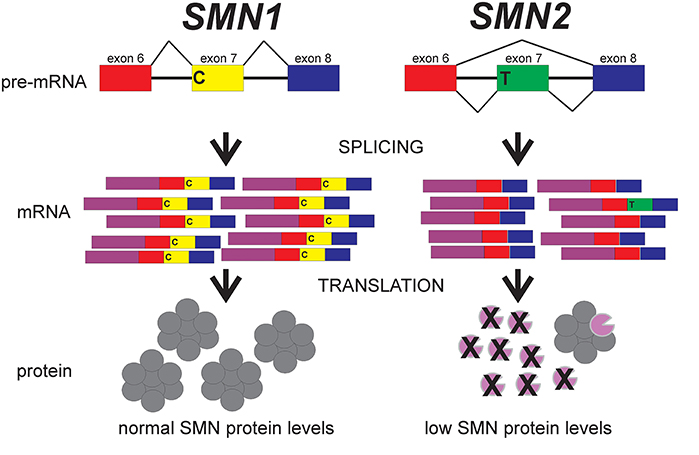 SMN1 SMN2
exon 6 exon 7 exon 8 exon 6 exon 7 exon 8
pre-mRNA C T
SPLICING
C C
C C
mRNA T
C C
C C
C C
TRANSLATION
X X X
X X X
protein
X X X
normal SMN protein levels low SMN protein levels